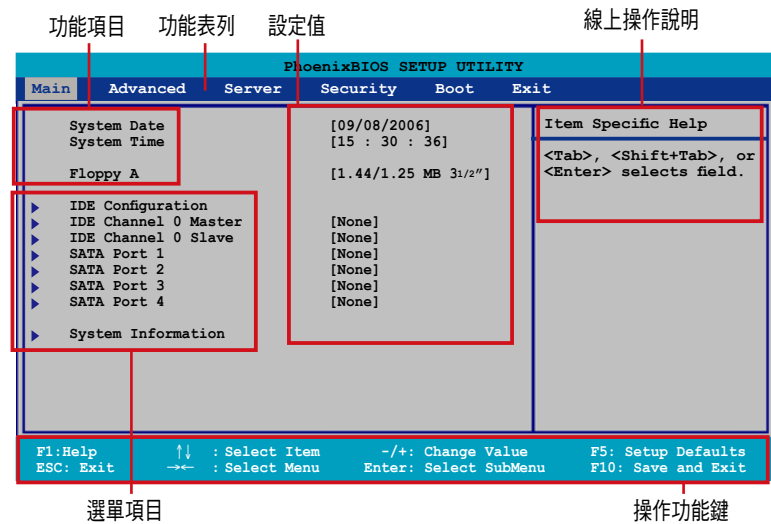 功能項目 功能表列 設定值 線上操作說明
PhoenixBIOS SETUP UTILITY
Main Advanced Server Security Boot Exit
System Date [09/08/2006]
System Time [15 : 30 : 36]
Floppy A [1.44/1.25 MB 31/2"]
IDE Configuration
IDE Channel 0 Master [None]
IDE Channel 0 Slave [None]
SATA Port 1 [None]
SATA Port 2 [None]
SATA Port 3 [None]
SATA Port 4 [None]
System Information
Item Specific Help
<Tab>, <Shift+Tab>, or
<Enter> selects field.
F1:Help ↑↓ : Select Item -/+: Change Value F5: Setup Defaults
ESC: Exit →← : Select Menu Enter: Select SubMenu F10: Save and Exit
選單項目 操作功能鍵